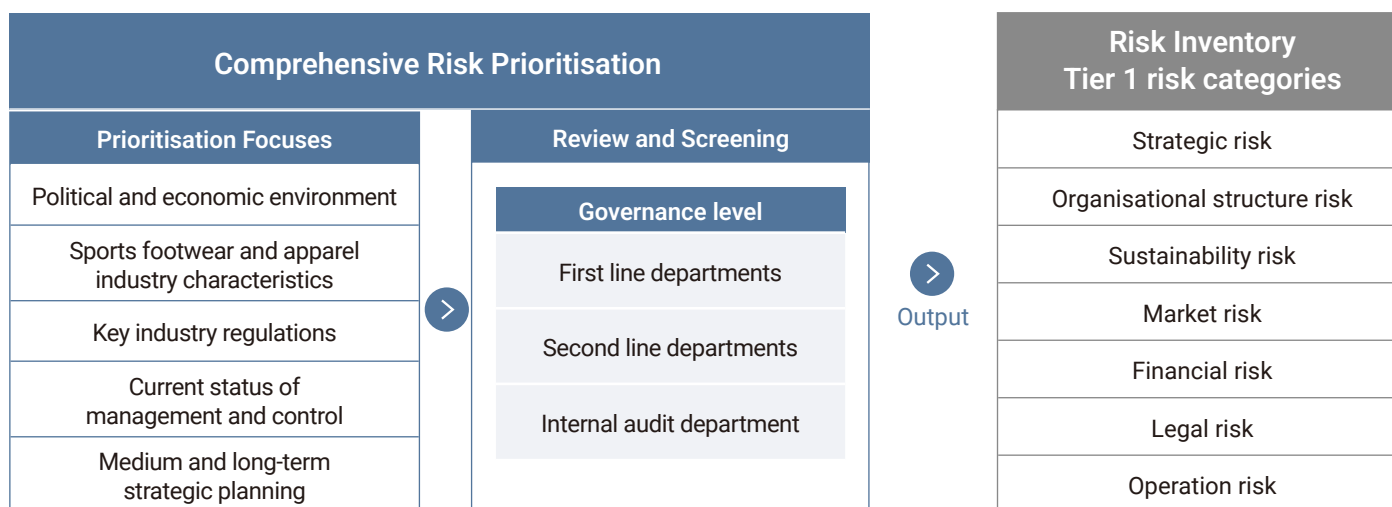 Comprehensive Risk Prioritisation
Prioritisation Focuses
Political and economic environment
Sports footwear and apparel
industry characteristics
Key industry regulations
Current status of
management and control
Medium and long-term
strategic planning
Review and Screening
Governance level
First line departments
Second line departments
Internal audit department
Output
Risk Inventory
Tier 1 risk categories
Strategic risk
Organisational structure risk
Sustainability risk
Market risk
Financial risk
Legal risk
Operation risk